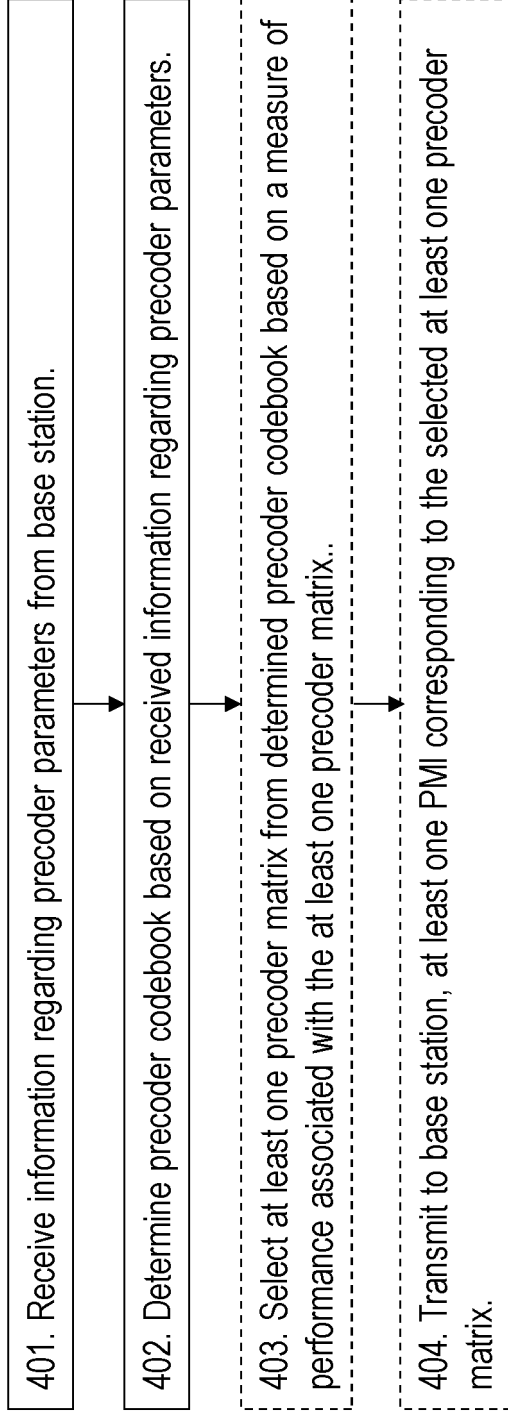 401. Receive information regarding precoder parameters from base station.
402. Determine precoder codebook based on received information regarding precoder parameters.
403. Select at least one precoder matrix from determined precoder codebook based on a measure of
performance associated with the at least one precoder matrix..
404. Transmit to base station, at least one PMI corresponding to the selected at least one precoder
matrix.